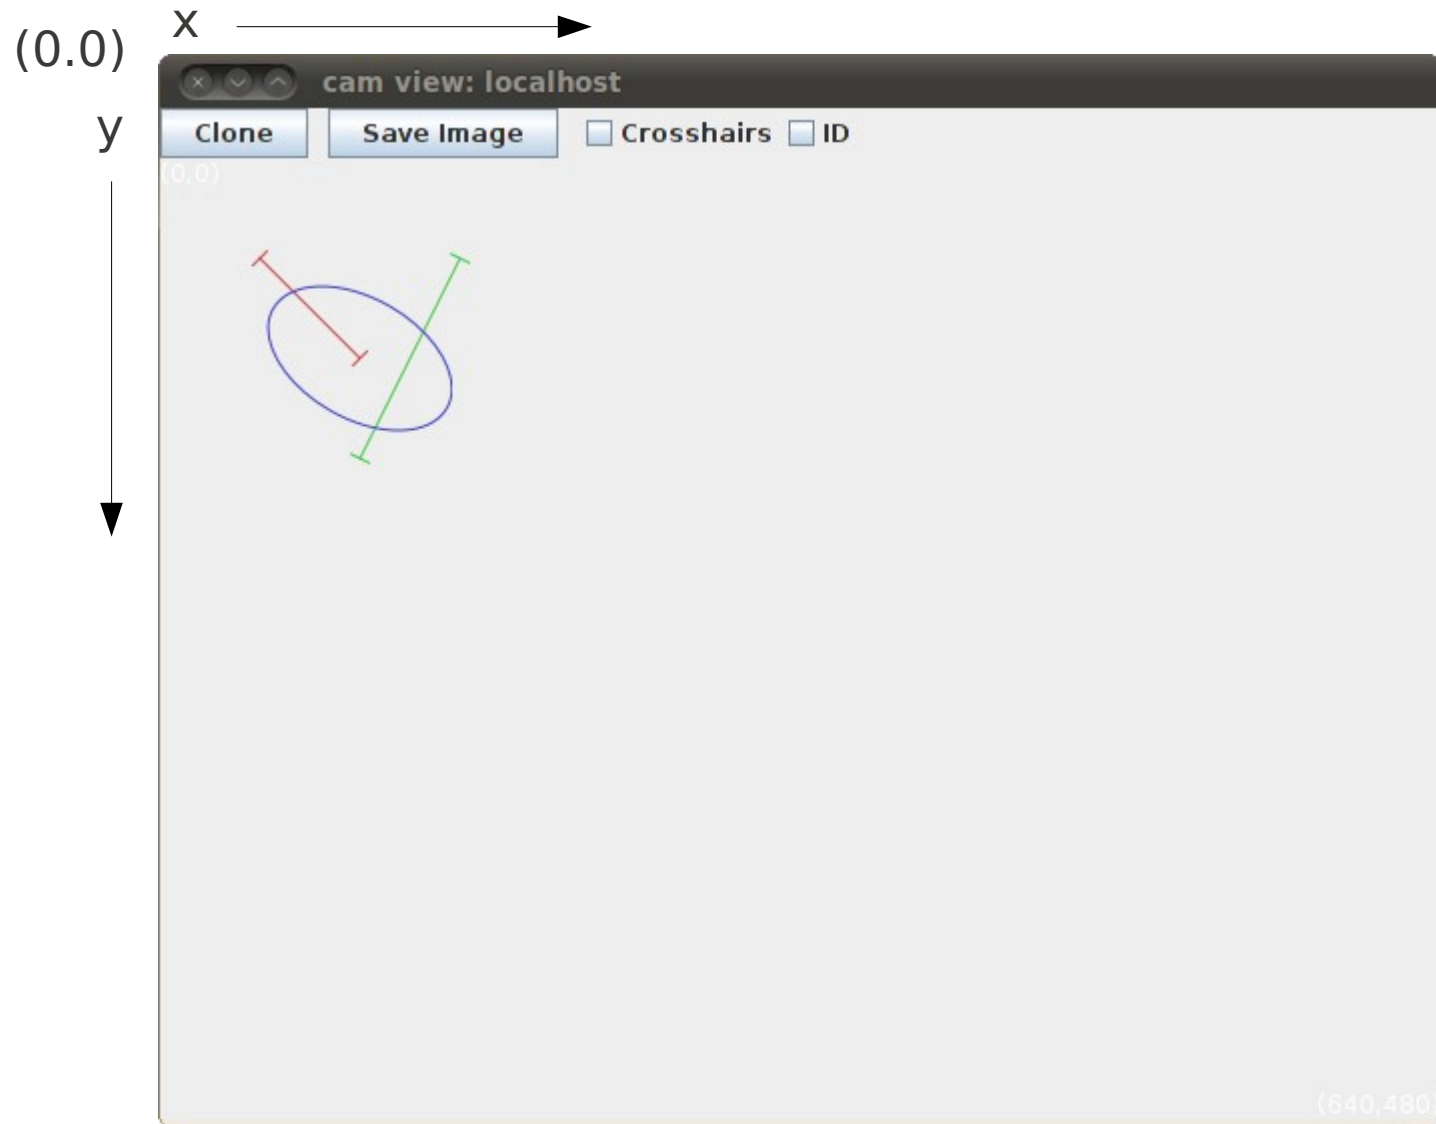 x
(0.0)
cam view: localhost
y
Clone Save Image Crosshairs ID
(0,0)
(640,480)